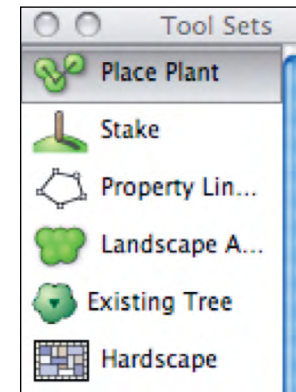 Tool Sets
Place Plant
Stake
Property Lin...
Landscape A...
Existing Tree
Hardscape